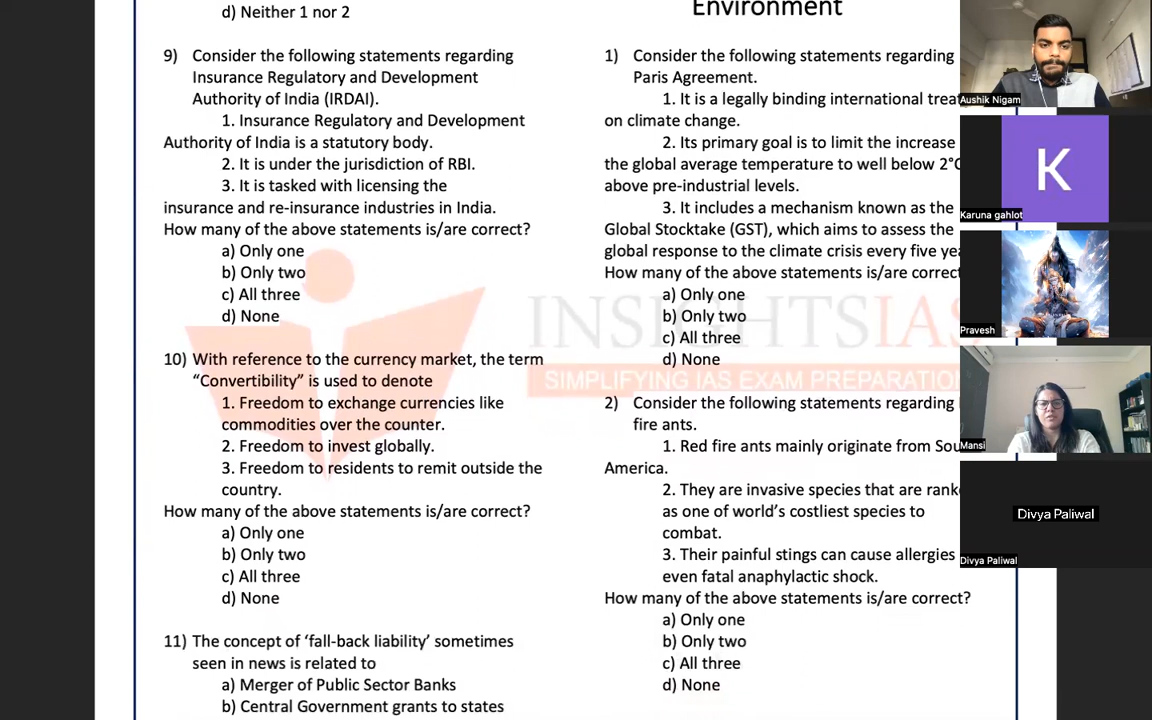 d) Neither 1 nor 2
9) Consider the following statements regarding
Insurance Regulatory and Development
Authority of India (IRDAI).
1. Insurance Regulatory and Development
Authority of India is a statutory body.
2. It is under the jurisdiction of RBI.
3. It is tasked with licensing the
insurance and re-insurance industries in India.
How many of the above statements is/are correct?
a) Only one
b) Only two
c) All three
d) None
10) With reference to the currency market, the term
“Convertibility” is used to denote
1. Freedom to exchange currencies like
commodities over the counter.
2. Freedom to invest globally.
3. Freedom to residents to remit outside the
country.
How many of the above statements is/are correct?
a) Only one
b) Only two
c) All three
d) None
11) The concept of ‘fall-back liability’ sometimes
seen in news is related to
a) Merger of Public Sector Banks
b) Central Government grants to states
Environment
1) Consider the following statements regarding
Paris Agreement.
1. It is a legally binding international
on climate change.
2. Its primary goal is to limit the increase
the global average temperature to well below 2°C
above pre-industrial levels.
3. It includes a mechanism known as the
Global Stocktake (GST), which aims to assess the
global response to the climate crisis every five
How many of the above statements is/are correct
a) Only one
b) Only two
c) All three
d) None
2) Consider the following statements regarding
fire ants.
1. Red fire ants mainly originate from
America.
2. They are invasive species that are
as one of world’s costliest species to
combat.
3. Their painful stings can cause allergies
even fatal anaphylactic shock.
How many of the above statements is/are correct?
a) Only one
b) Only two
c) All three
d) None
INSIGHTSIAS
SIMPLIFYING IAS EXAM PREPARATION
Aushik Nigam
K
Karuna gahlot
Pravesh
Mansi
Divya Paliwal
Divya Paliwal